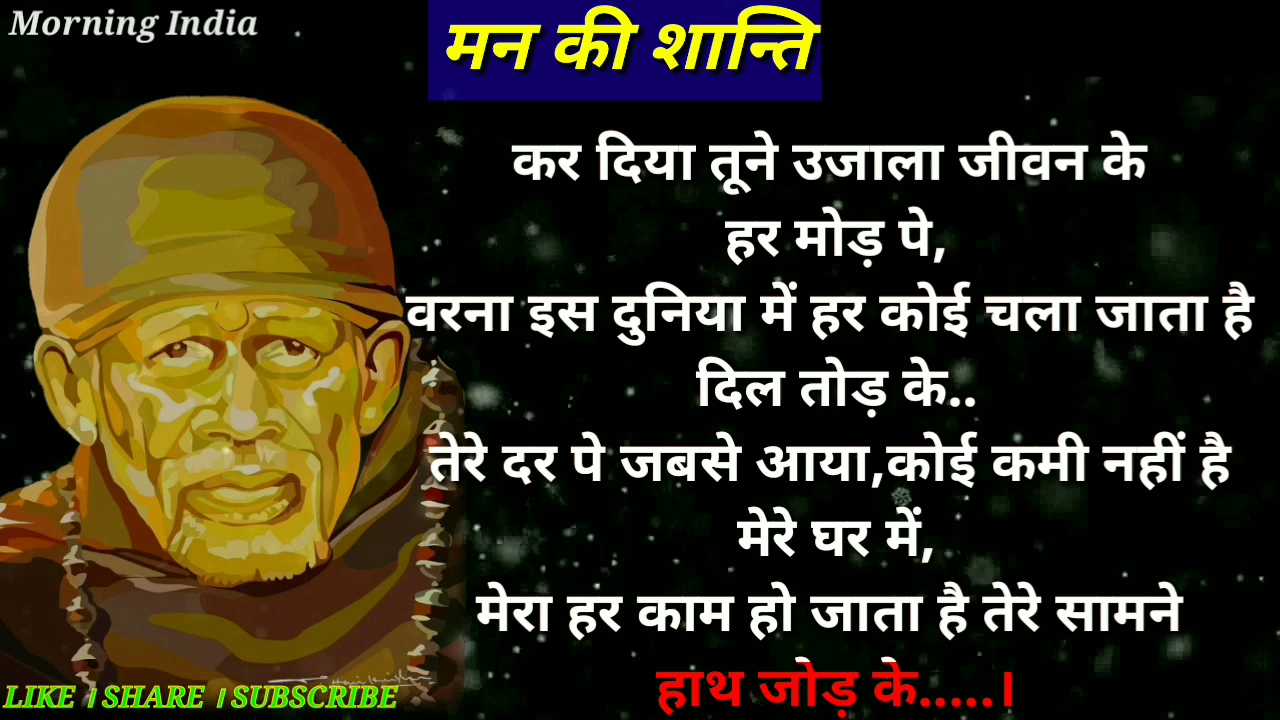 Morning India
मन की शान्ति
कर दिया तूने उजाला जीवन के
हर मोड़ पे,
वरना इस दुनिया में हर कोई चला जाता है
दिल तोड़ के..
तेरे दर पे जबसे आया,कोई कमी नहीं है
मेरे घर में,
मेरा हर काम हो जाता है तेरे सामने
हाथ जोड़ के.....।
LIKE । SHARE । SUBSCRIBE